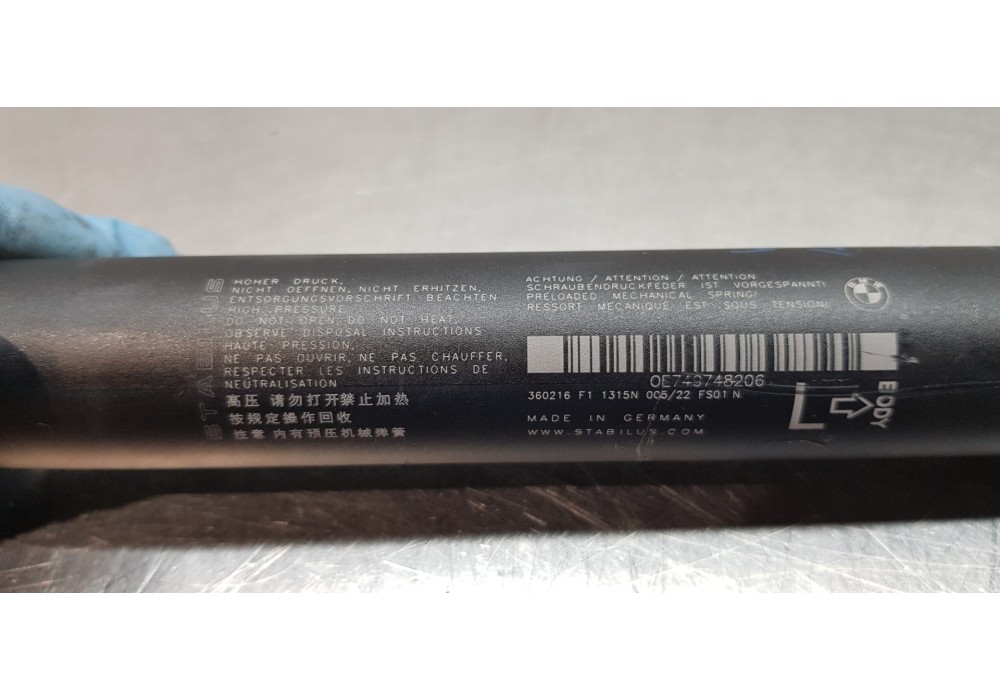 STABILUS
HOHER DRUCK,
NICHT OEFFNEN, NICHT ERHITZEN,
ENTSORGUNGSVORSCHRIFT BEACHTEN
HIGH PRESSURE,
DO NOT OPEN, DO NOT HEAT,
OBSERVE DISPOSAL INSTRUCTIONS
HAUTE PRESSION,
NE PAS OUVRIR, NE PAS CHAUFFER,
RESPECTER LES INSTRUCTIONS DE
NEUTRALISATION
高压 请勿打开禁止加热
按规定操作回收
注意 内有预压机械弹簧
ACHTUNG / ATTENTION / ATTENTION
SCHRAUBENDRUCKFEDER IST VORGESPANNT!
PRELOADED MECHANICAL SPRING!
RESSORT MECANIQUE EST SOUS TENSION!
BMW
0E749748206
360216 F1 1315N 005/22 FS01 N
MADE IN GERMANY
WWW.STABILUS.COM
L
BODY